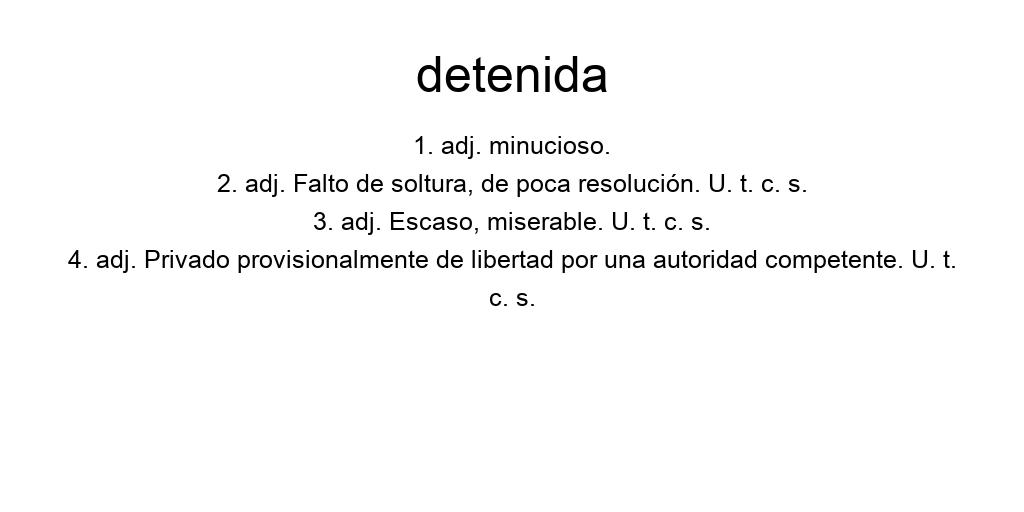 detenida
1. adj. minucioso.
2. adj. Falto de soltura, de poca resolución. U. t. c. s.
3. adj. Escaso, miserable. U. t. c. s.
4. adj. Privado provisionalmente de libertad por una autoridad competente. U. t.
c. s.